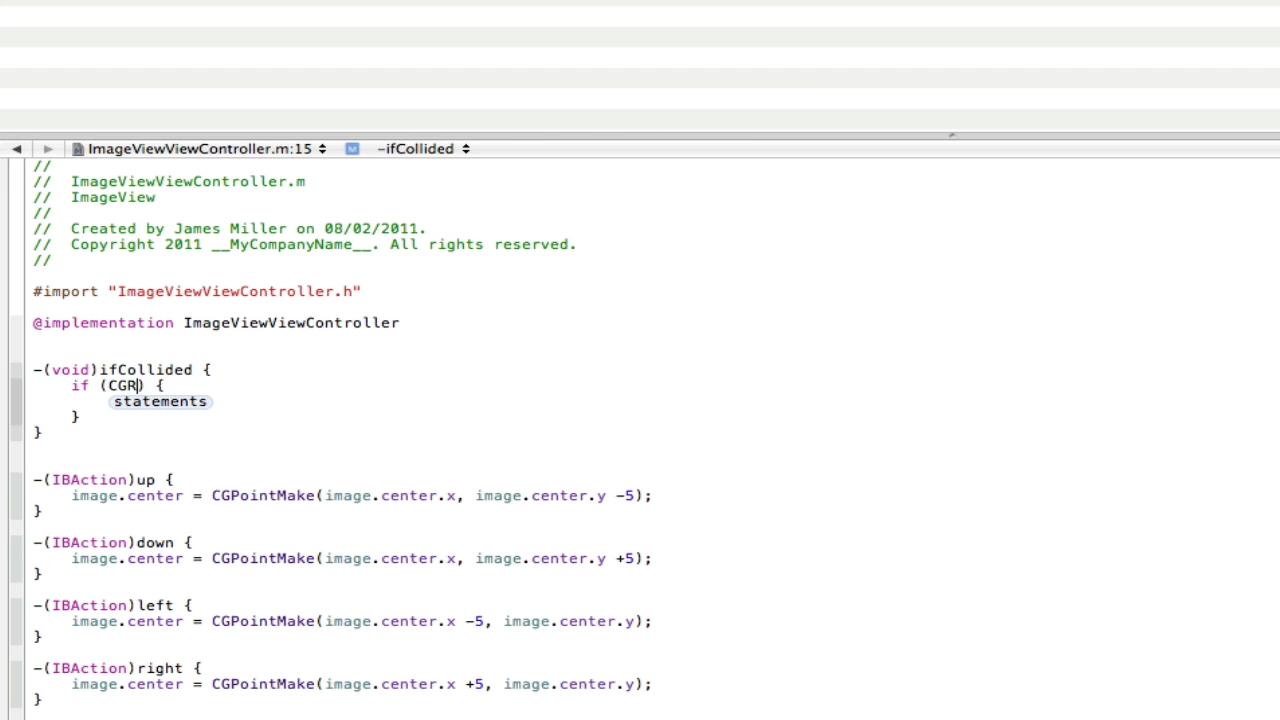 ImageViewViewController.m:15 M -ifCollided
//
//  ImageViewViewController.m
//  ImageView
//
//  Created by James Miller on 08/02/2011.
//  Copyright 2011 __MyCompanyName__. All rights reserved.
//
#import "ImageViewViewController.h"
@implementation ImageViewViewController
-(void)ifCollided {
    if (CGR) {
        statements
    }
}
-(IBAction)up {
    image.center = CGPointMake(image.center.x, image.center.y -5);
}
-(IBAction)down {
    image.center = CGPointMake(image.center.x, image.center.y +5);
}
-(IBAction)left {
    image.center = CGPointMake(image.center.x -5, image.center.y);
}
-(IBAction)right {
    image.center = CGPointMake(image.center.x +5, image.center.y);
}